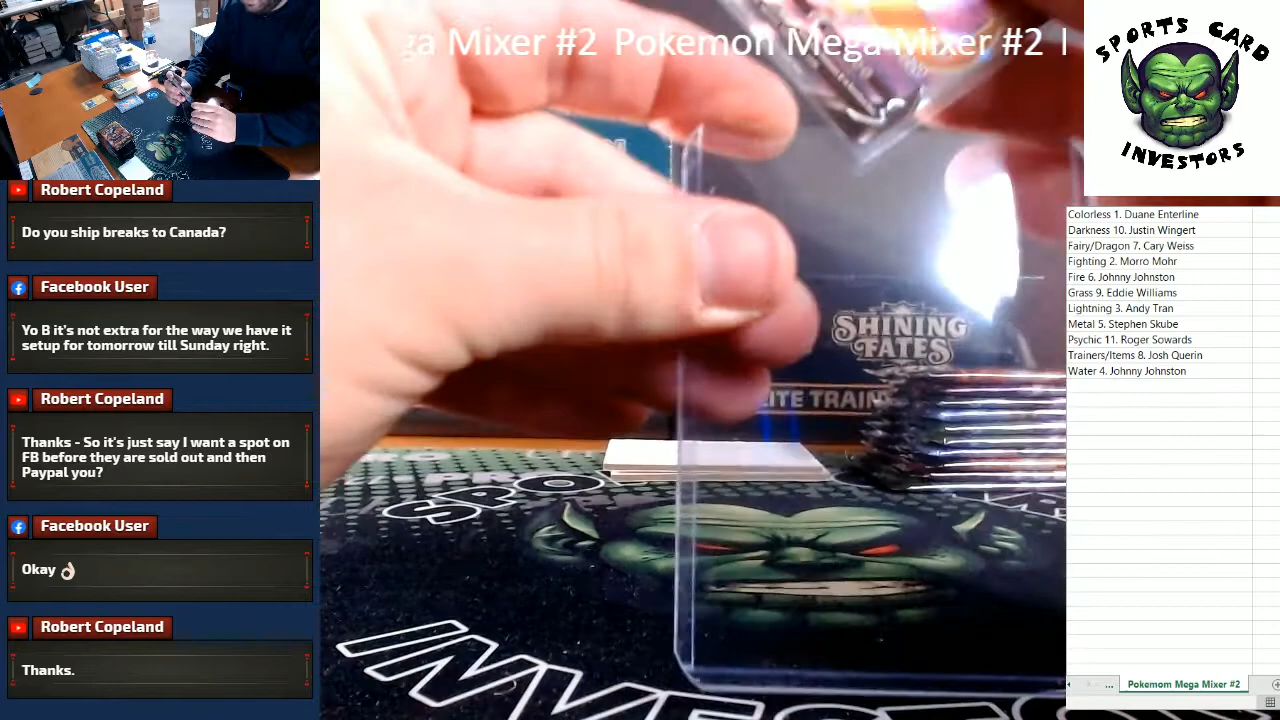 ga Mixer #2 Pokemon Mega Mixer #2
SPORTS CARD
INVESTORS
Robert Copeland
Do you ship breaks to Canada?
Facebook User
Yo B it's not extra for the way we have it
setup for tomorrow till Sunday right.
Robert Copeland
Thanks - So it's just say I want a spot on
FB before they are sold out and then
Paypal you?
Facebook User
Okay 👌🏻
Robert Copeland
Thanks.
SHINING
FATES
ITE TRAIN
SPO
INVES
Colorless 1. Duane Enterline
Darkness 10. Justin Wingert
Fairy/Dragon 7. Cary Weiss
Fighting 2. Morro Mohr
Fire 6. Johnny Johnston
Grass 9. Eddie Williams
Lightning 3. Andy Tran
Metal 5. Stephen Skube
Psychic 11. Roger Sowards
Trainers/Items 8. Josh Querin
Water 4. Johnny Johnston
... Pokemom Mega Mixer #2